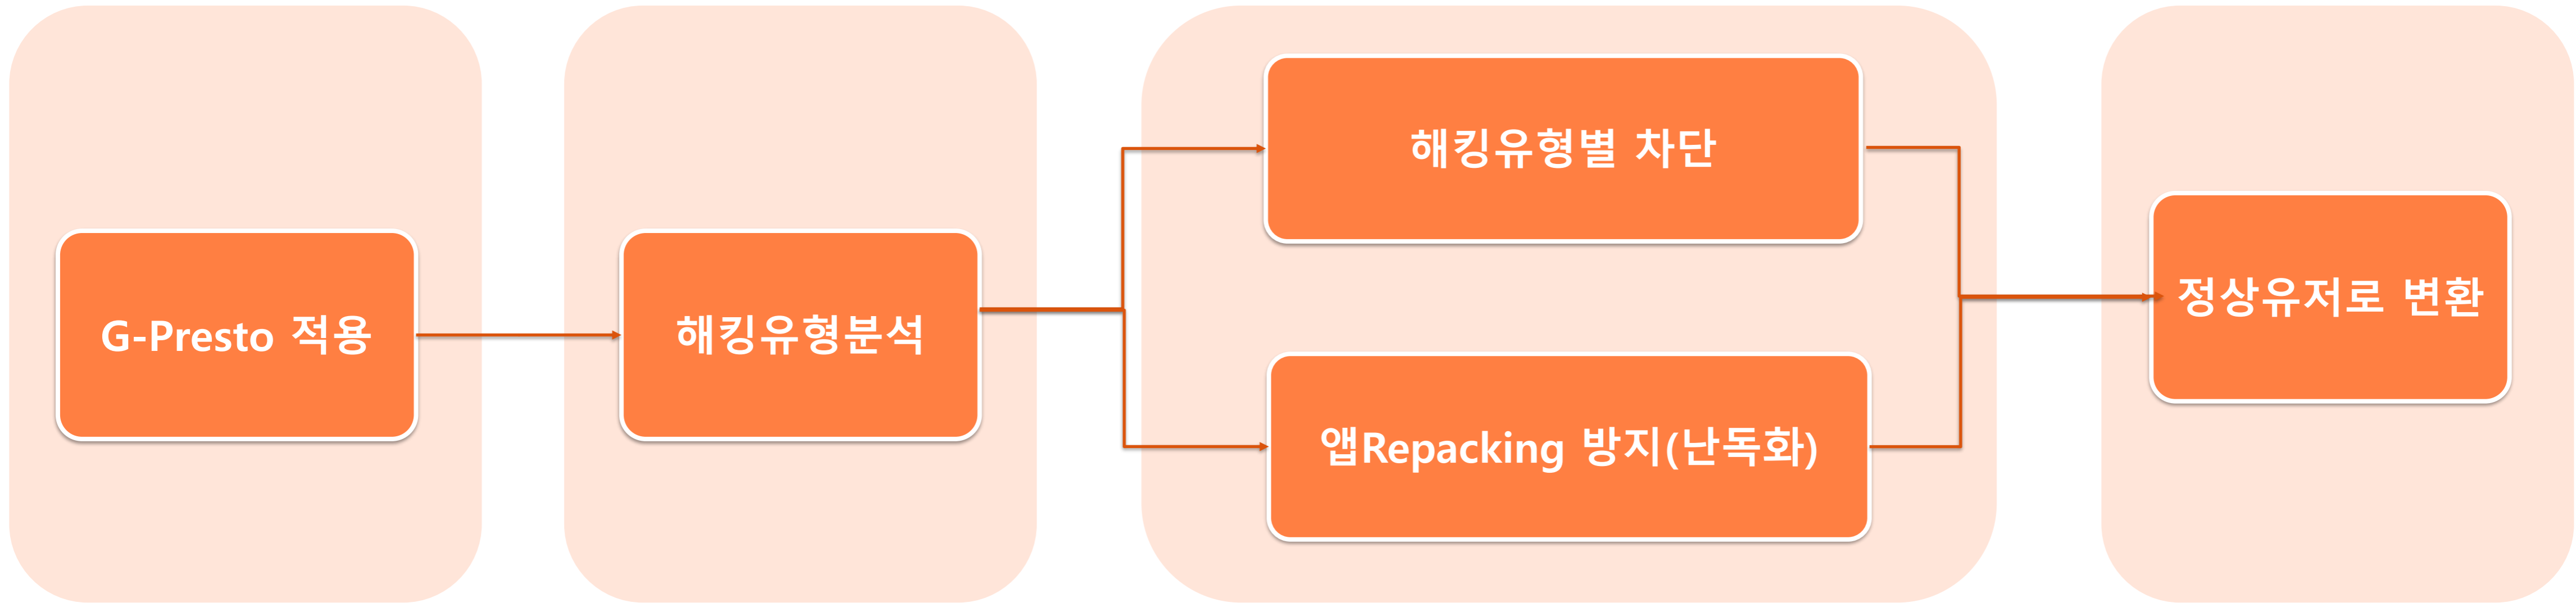 G-Presto 적용
해킹유형분석
해킹유형별 차단
앱Repacking 방지(난독화)
정상유저로 변환